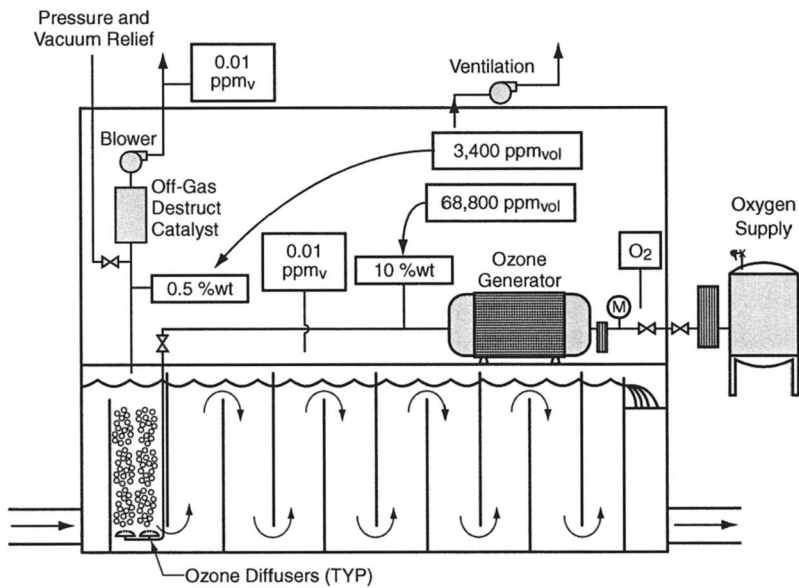 Pressure and
Vacuum Relief
0.01
ppmv
Ventilation
Blower
3,400 ppmvol
Off-Gas
Destruct
Catalyst
68,800 ppmvol
Oxygen
Supply
0.01
ppmv
10 %wt
Ozone
Generator
O2
0.5 %wt
M
Ozone Diffusers (TYP)